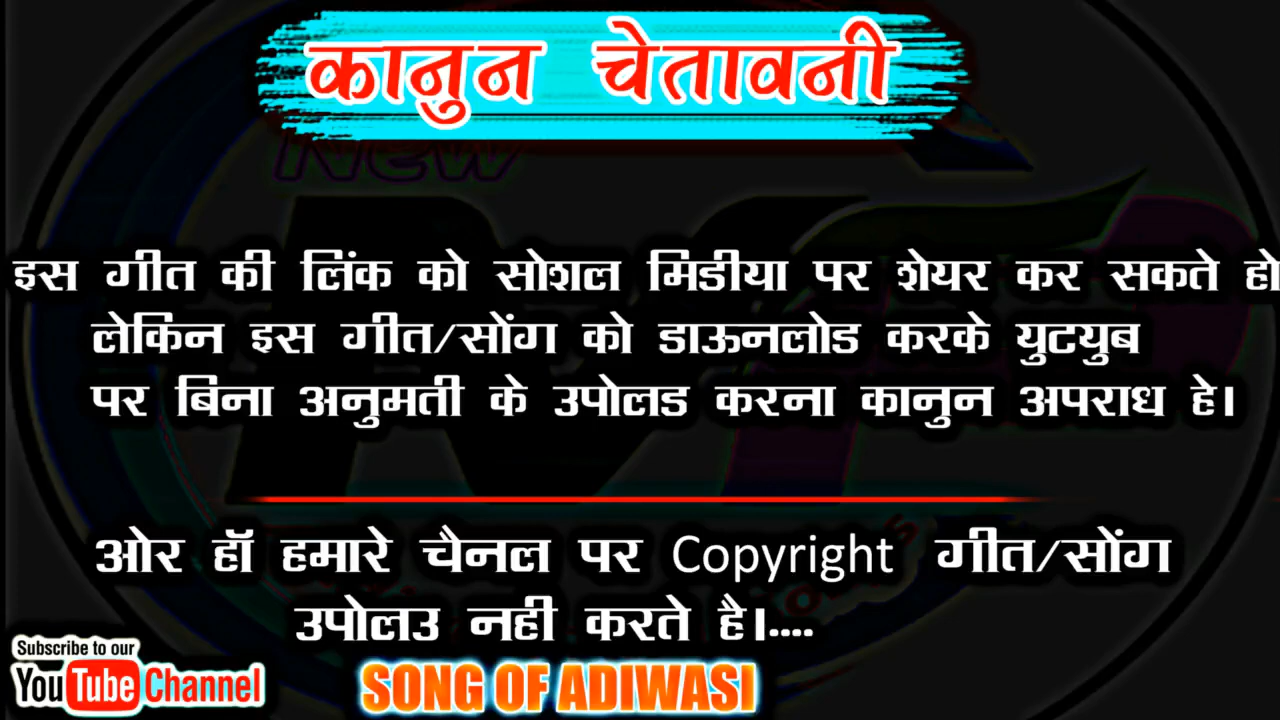 कानुन चेतावनी
New
इस गीत की लिंक को सोशल मिडीया पर शेयर कर सकते हो
लेकिन इस गीत/सोंग को डाऊनलोड करके युटयुब
पर बिना अनुमती के उपोलड करना कानुन अपराध हे।
ओर हॉ हमारे चैनल पर Copyright गीत/सोंग
उपोलउ नही करते है।....
Subscribe to our
YouTube Channel
SONG OF ADIWASI